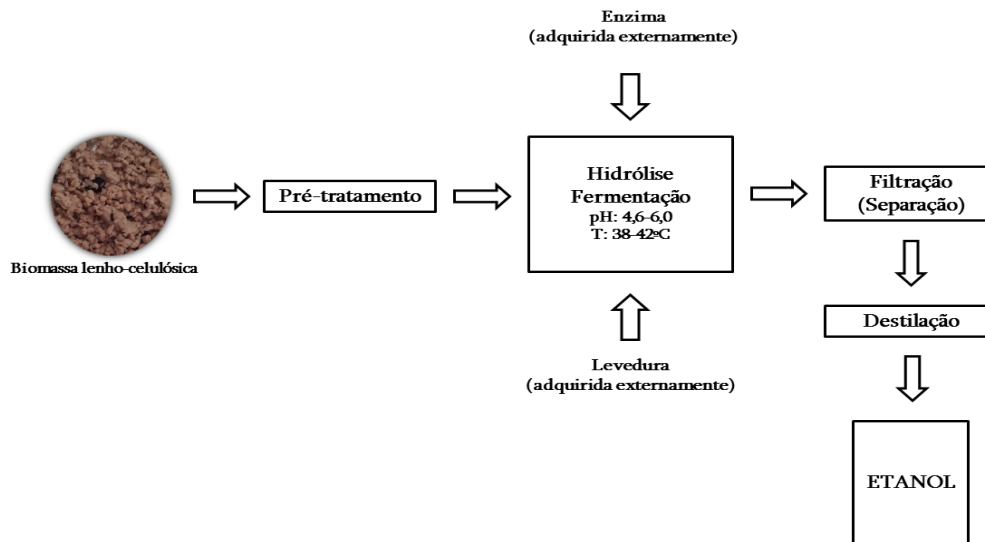 Enzima
(adquirida externamente)
Biomassa lenho-celulósica
Pré-tratamento
Hidrólise
Fermentação
pH: 4,6-6,0
T: 38-42ºC
Levedura
(adquirida externamente)
Filtração
(Separação)
Destilação
ETANOL